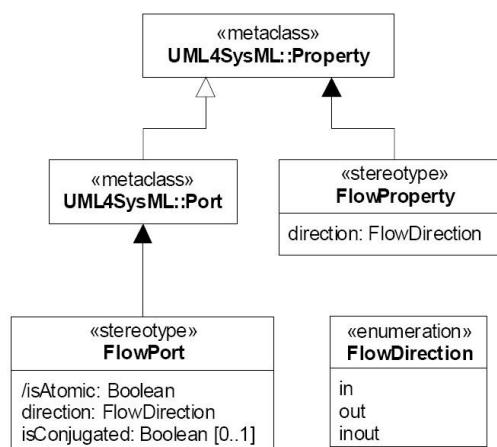 «metaclass»
UML4SysML::Property
«metaclass»
UML4SysML::Port
«stereotype»
FlowProperty
direction: FlowDirection
«stereotype»
FlowPort
/isAtomic: Boolean
direction: FlowDirection
isConjugated: Boolean [0..1]
«enumeration»
FlowDirection
in
out
inout